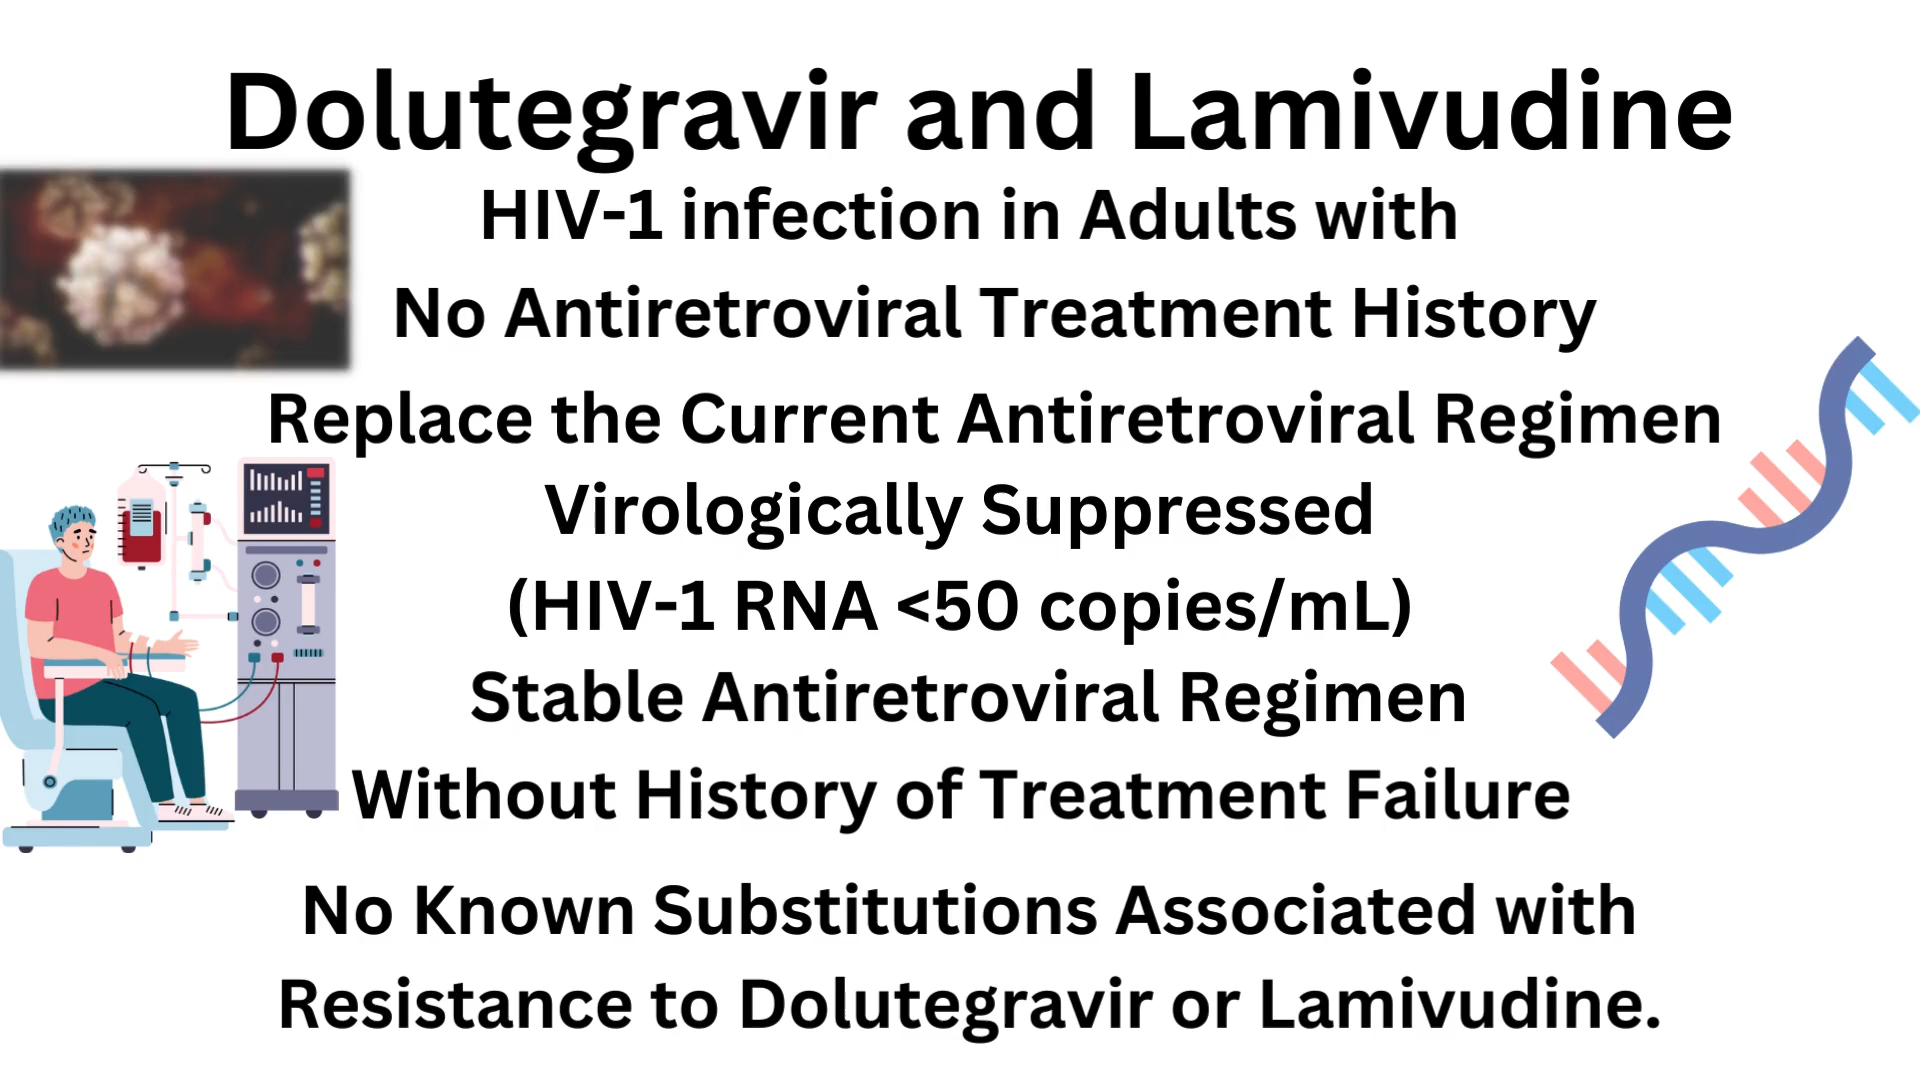 Dolutegravir and Lamivudine
HIV-1 infection in Adults with
No Antiretroviral Treatment History
Replace the Current Antiretroviral Regimen
Virologically Suppressed
(HIV-1 RNA <50 copies/mL)
Stable Antiretroviral Regimen
Without History of Treatment Failure
No Known Substitutions Associated with
Resistance to Dolutegravir or Lamivudine.